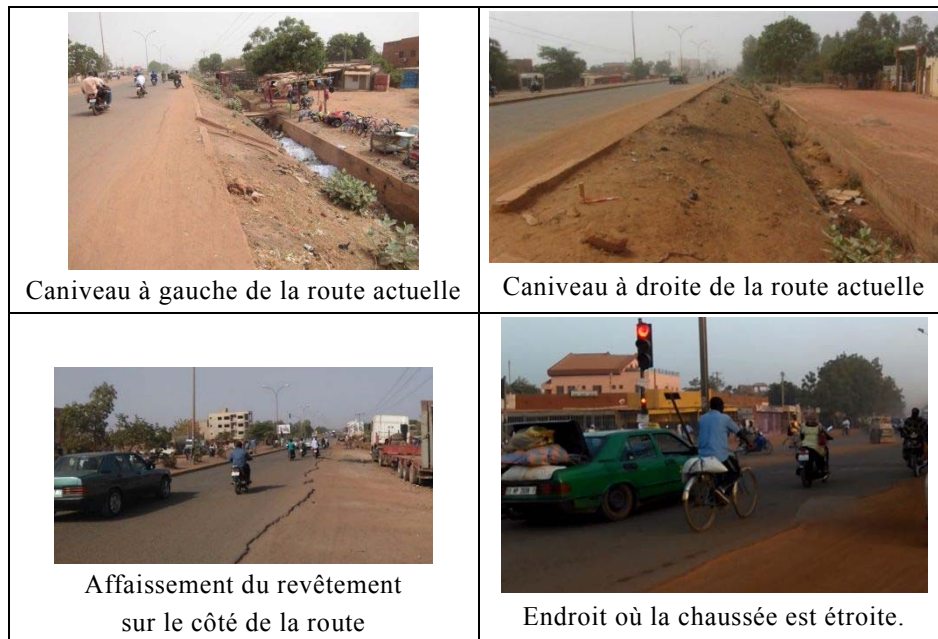 Caniveau à gauche de la route actuelle
Caniveau à droite de la route actuelle
Affaissement du revêtement
sur le côté de la route
Endroit où la chaussée est étroite.